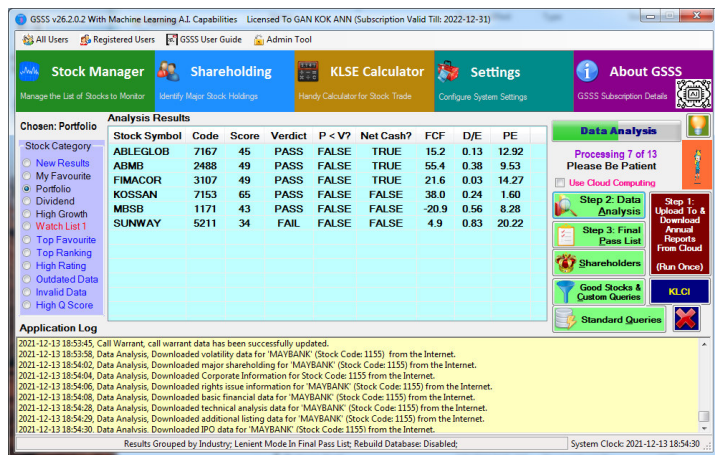 GSSS v26.2.0.2 With Machine Learning A.I. Capabilities Licensed To GAN KOK ANN (Subscription Valid Till: 2022-12-31)
All Users Registered Users GSSS User Guide Admin Tool
Stock Manager Shareholding KLSE Calculator Settings About GSSS
Manage the List of Stocks to Monitor Identify Major Stock Holdings Handy Calculator for Stock Trade Configure System Settings GSSS Subscription Details
AI
Chosen: Portfolio
Stock Category
New Results
My Favourite
Portfolio
Dividend
High Growth
Watch List 1
Top Favourite
Top Ranking
High Rating
Outdated Data
Invalid Data
High Q Score
Analysis Results
Stock Symbol Code Score Verdict P < V? Net Cash? FCF D/E PE
ABLEGLOB 7167 45 PASS FALSE TRUE 15.2 0.13 12.92
ABMB 2488 49 PASS FALSE TRUE 55.4 0.38 9.53
FIMACOR 3107 49 PASS FALSE TRUE 21.6 0.03 14.27
KOSSAN 7153 65 PASS FALSE FALSE 38.0 0.24 1.60
MBSB 1171 43 PASS FALSE FALSE -20.9 0.56 8.28
SUNWAY 5211 34 FAIL FALSE FALSE 4.9 0.83 20.22
Data Analysis
Processing 7 of 13
Please Be Patient
Use Cloud Computing
Step 2: Data
Analysis
Step 3: Final
Pass List
Shareholders
Good Stocks &
Custom Queries
Standard Queries
Step 1:
Upload To &
Download
Annual
Reports
From Cloud
(Run Once)
KLCI
Application Log
2021-12-13 18:53:45, Call Warrant, call warrant data has been successfully updated.
2021-12-13 18:53:58, Data Analysis, Downloaded volatility data for 'MAYBANK' (Stock Code: 1155) from the Internet.
2021-12-13 18:54:02, Data Analysis, Downloaded major shareholding for 'MAYBANK' (Stock Code: 1155) from the Internet.
2021-12-13 18:54:04, Data Analysis, Downloaded Corporate Information for Stock Code: 1155 from the Internet.
2021-12-13 18:54:06, Data Analysis, Downloaded rights issue information for 'MAYBANK' (Stock Code: 1155) from the Internet.
2021-12-13 18:54:08, Data Analysis, Downloaded basic financial data for 'MAYBANK' (Stock Code: 1155) from the Internet.
2021-12-13 18:54:28, Data Analysis, Downloaded technical analysis data for 'MAYBANK' (Stock Code: 1155) from the Internet.
2021-12-13 18:54:29, Data Analysis, Downloaded additional listing data for 'MAYBANK' (Stock Code: 1155) from the Internet.
2021-12-13 18:54:30, Data Analysis, Downloaded IPO data for 'MAYBANK' (Stock Code: 1155) from the Internet.
Results Grouped by Industry; Lenient Mode In Final Pass List; Rebuild Database: Disabled; System Clock: 2021-12-13 18:54:30